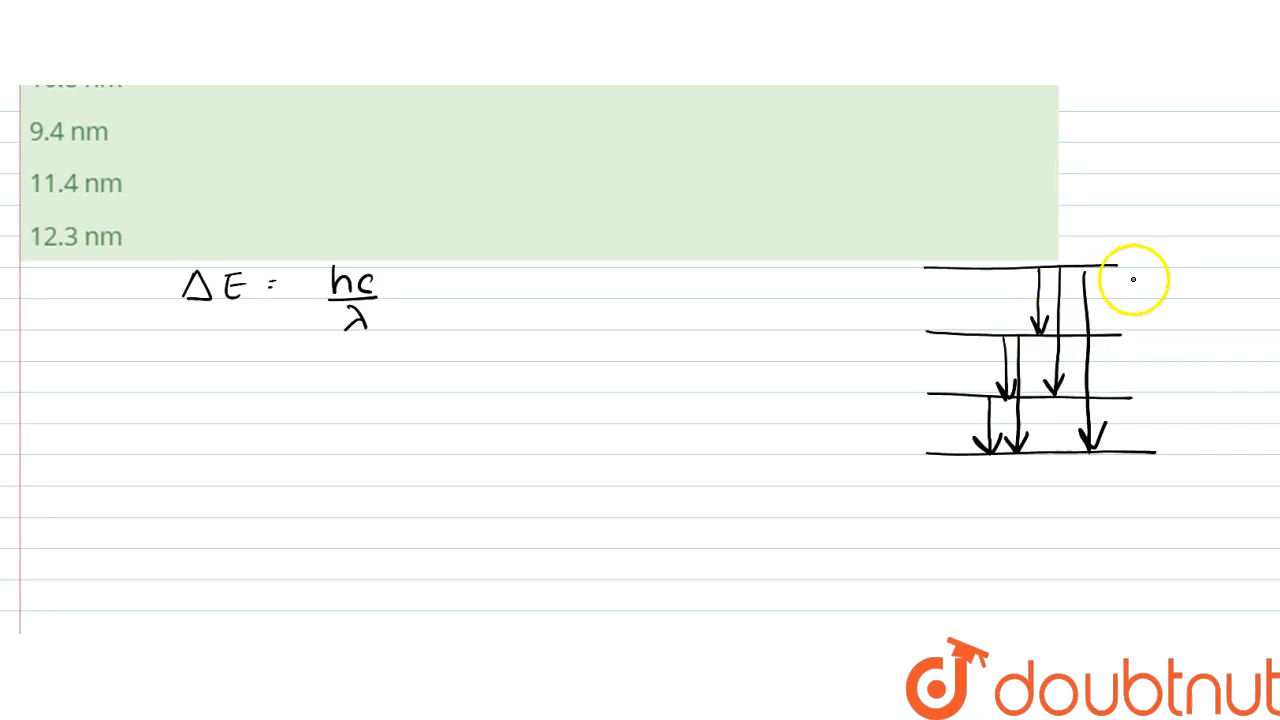 9.4 nm
11.4 nm
12.3 nm
ΔE = hc/λ
doubtnut